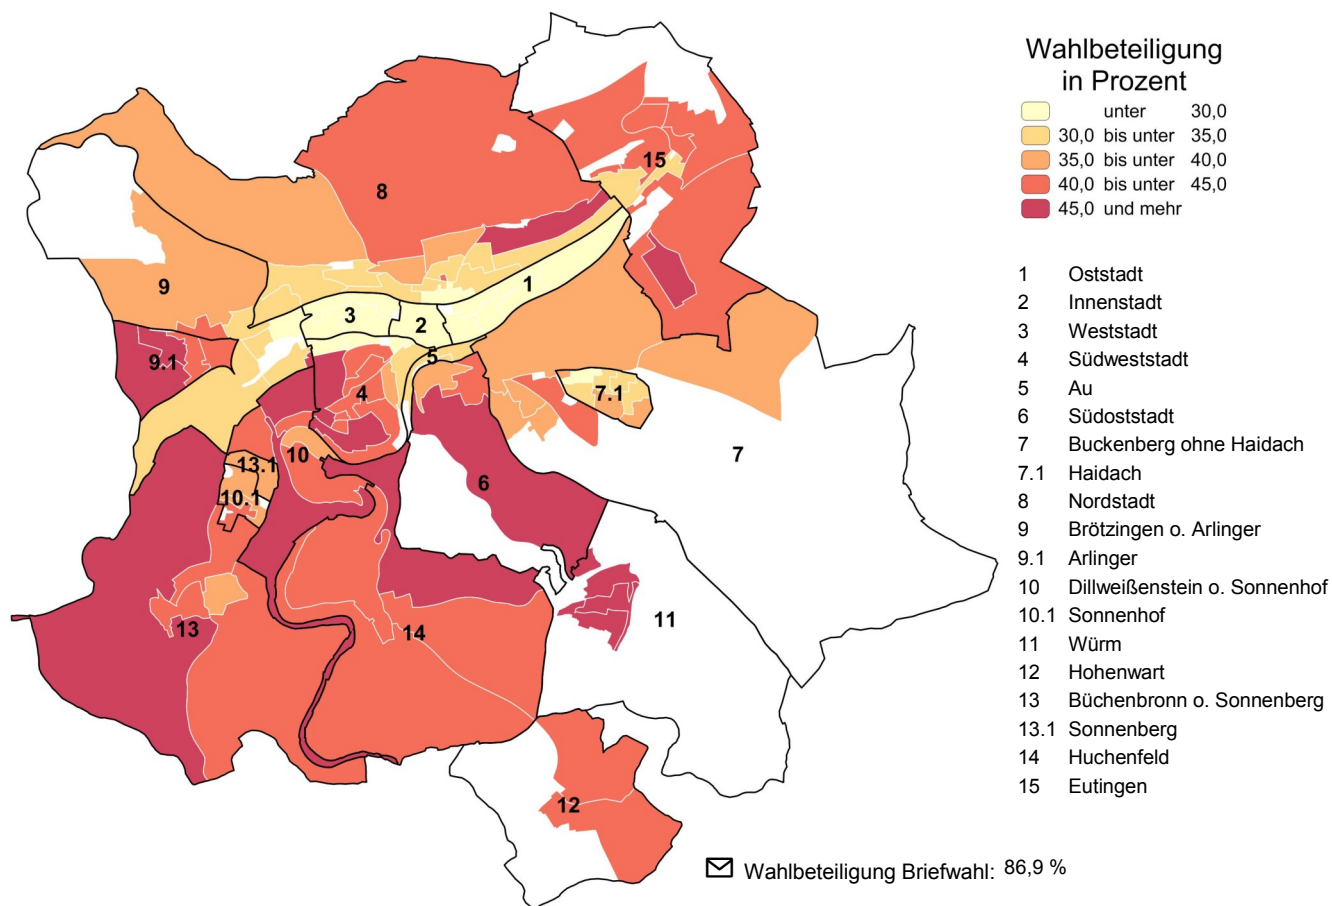 Wahlbeteiligung
in Prozent
unter 30,0
30,0 bis unter 35,0
35,0 bis unter 40,0
40,0 bis unter 45,0
45,0 und mehr
1 Oststadt
2 Innenstadt
3 Weststadt
4 Südweststadt
5 Au
6 Südoststadt
7 Buckenberg ohne Haidach
7.1 Haidach
8 Nordstadt
9 Brötzingen o. Arlinger
9.1 Arlinger
10 Dillweißenstein o. Sonnenhof
10.1 Sonnenhof
11 Würm
12 Hohenwart
13 Büchenbronn o. Sonnenberg
13.1 Sonnenberg
14 Huchenfeld
15 Eutingen
15
8
9
1
3
2
5
9.1
4
7.1
10
13.1
7
6
10.1
11
13
14
12
Wahlbeteiligung Briefwahl: 86,9 %